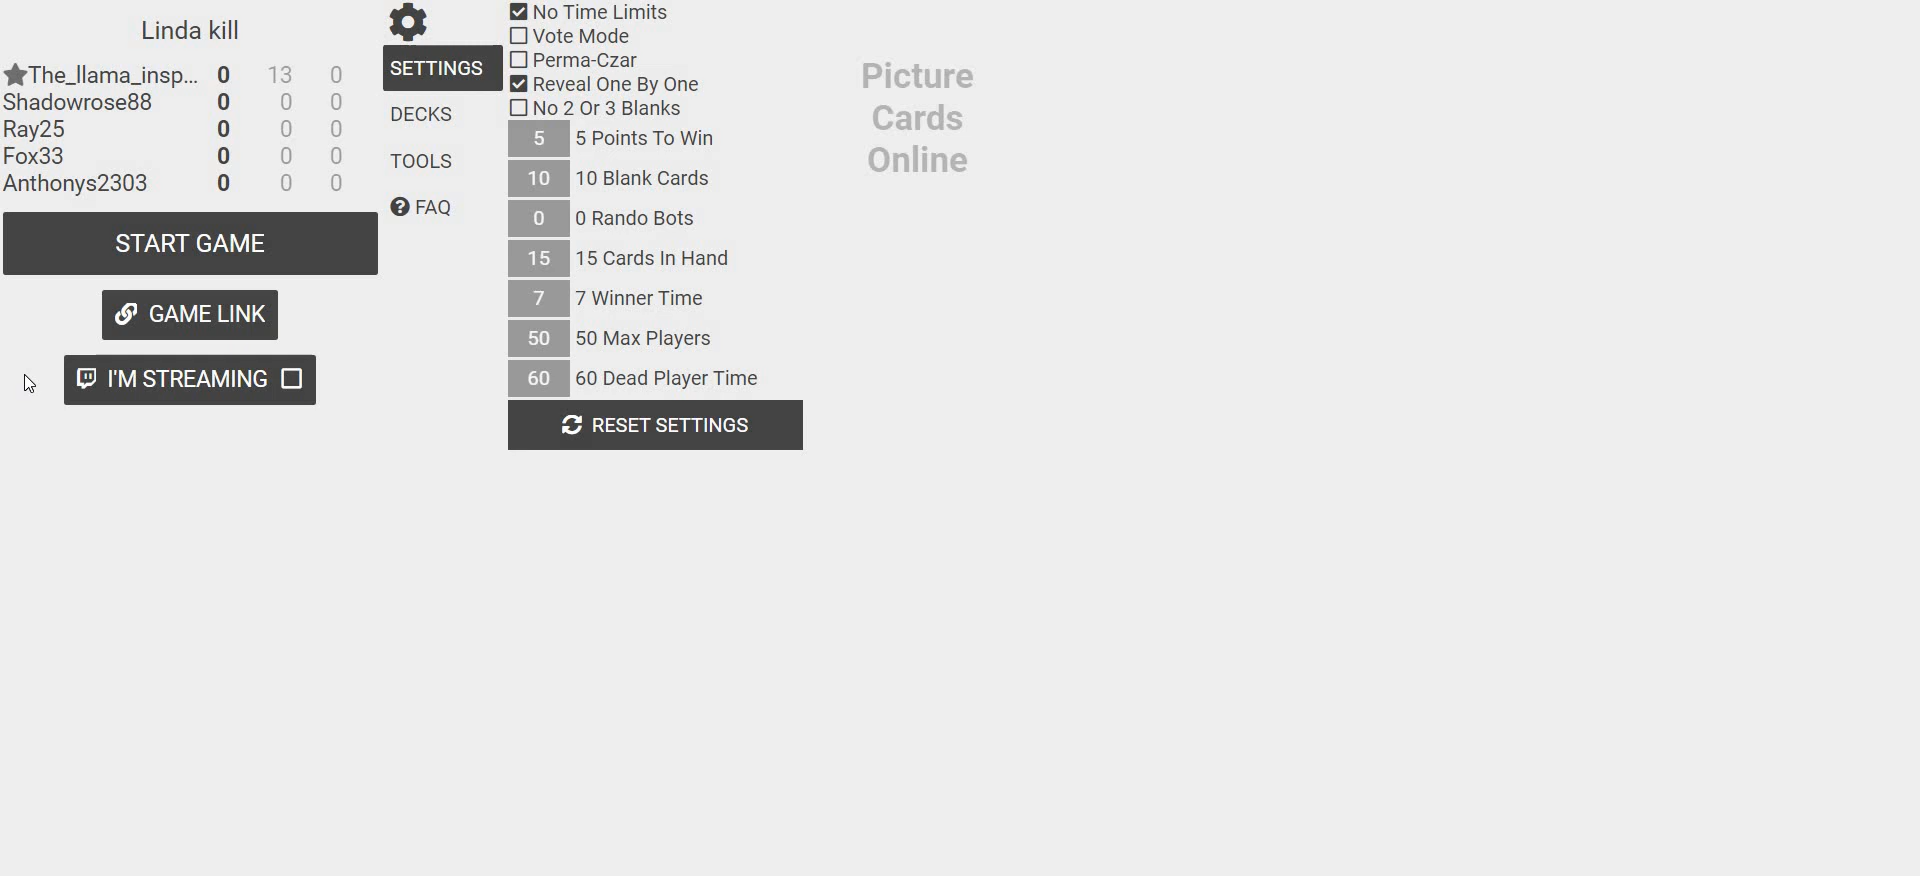 Linda kill
The_llama_insp... 0 13 0
Shadowrose88 0 0 0
Ray25 0 0 0
Fox33 0 0 0
Anthonys2303 0 0 0
START GAME
GAME LINK
I'M STREAMING
SETTINGS
DECKS
TOOLS
FAQ
No Time Limits
Vote Mode
Perma-Czar
Reveal One By One
No 2 Or 3 Blanks
5 5 Points To Win
10 10 Blank Cards
0 0 Rando Bots
15 15 Cards In Hand
7 7 Winner Time
50 50 Max Players
60 60 Dead Player Time
RESET SETTINGS
Picture
Cards
Online